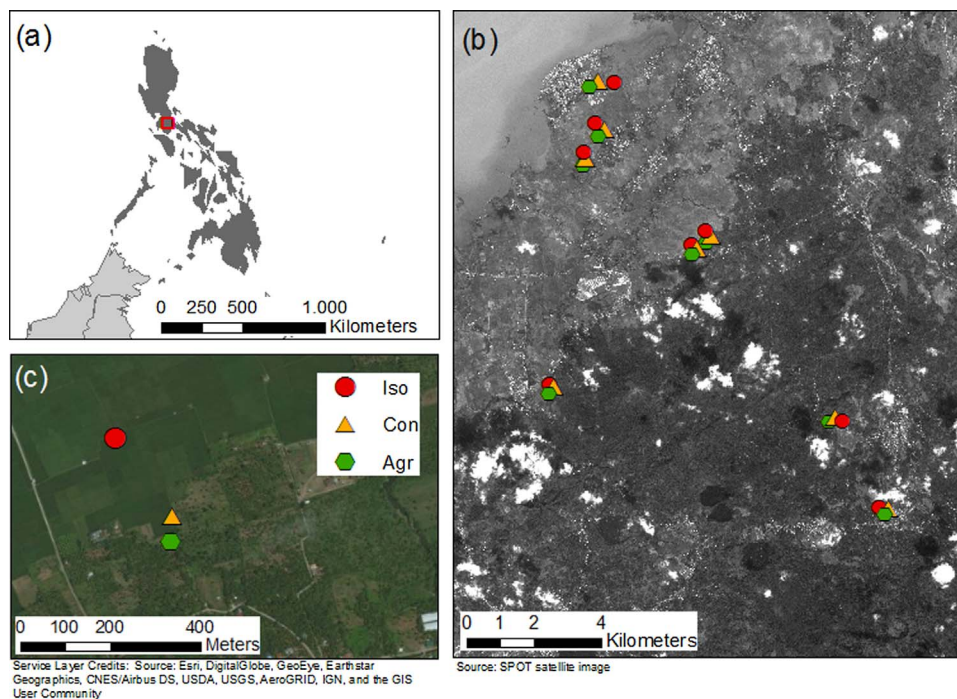 (a)
0 250 500 1.000
Kilometers
(b)
0 1 2 4
Kilometers
Source: SPOT satellite image
(c)
Iso
Con
Agr
0 100 200 400
Meters
Service Layer Credits: Source: Esri, DigitalGlobe, GeoEye, Earthstar
Geographics, CNES/Airbus DS, USDA, USGS, AeroGRID, IGN, and the GIS
User Community